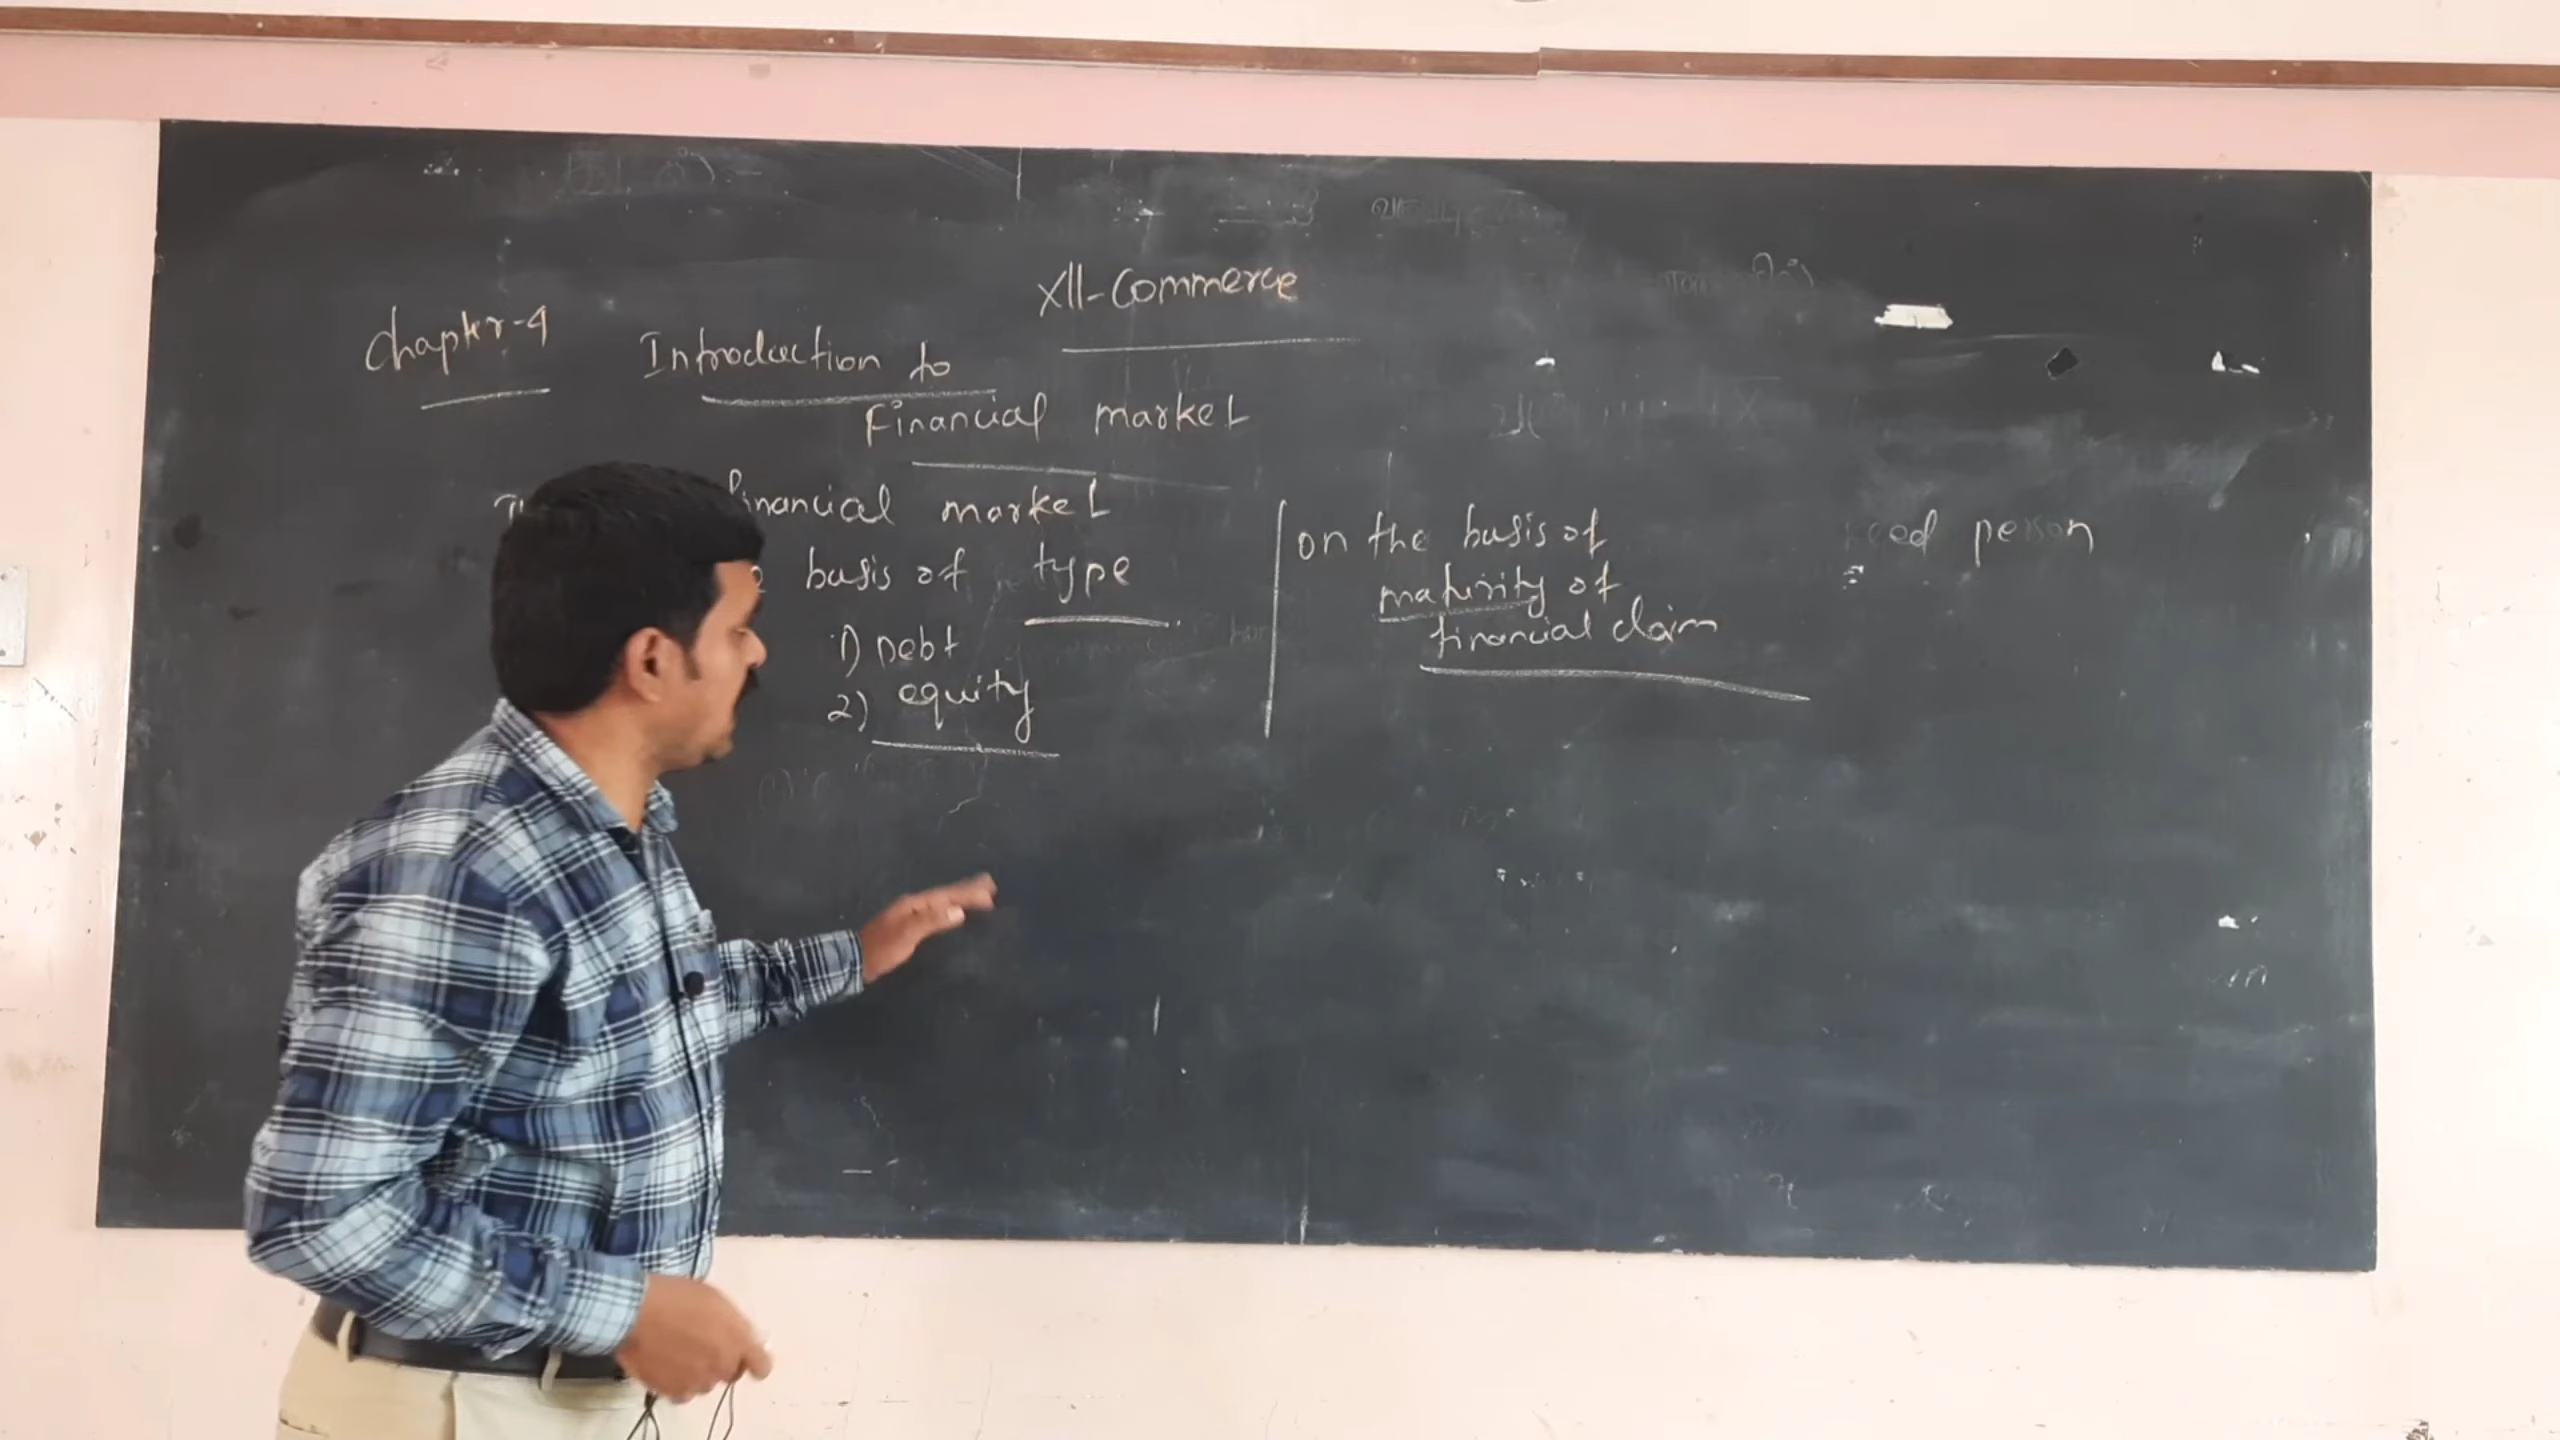 XII-Commerce
Chapter-4
Introduction to
Financial market
financial market
basis of type
1) Debt
2) equity
on the basis of
maturity of
financial claim
person